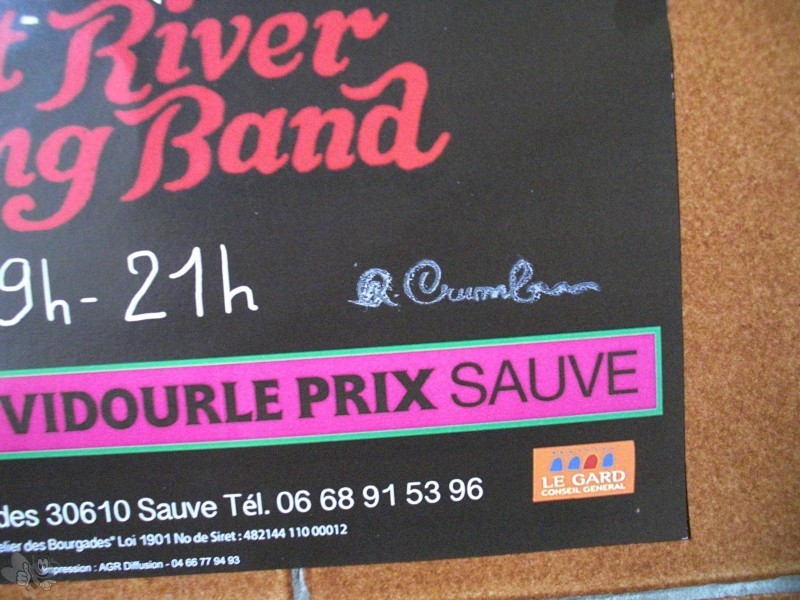 t River
ng Band
9h - 21h
R. Crumb
VIDOURLE PRIX SAUVE
LE GARD
CONSEIL GENERAL
des 30610 Sauve Tél. 06 68 91 53 96
elier des Bourgades" Loi 1901 No de Siret : 482144 110 00012
mpression : AGR Diffusion - 04 66 77 94 93